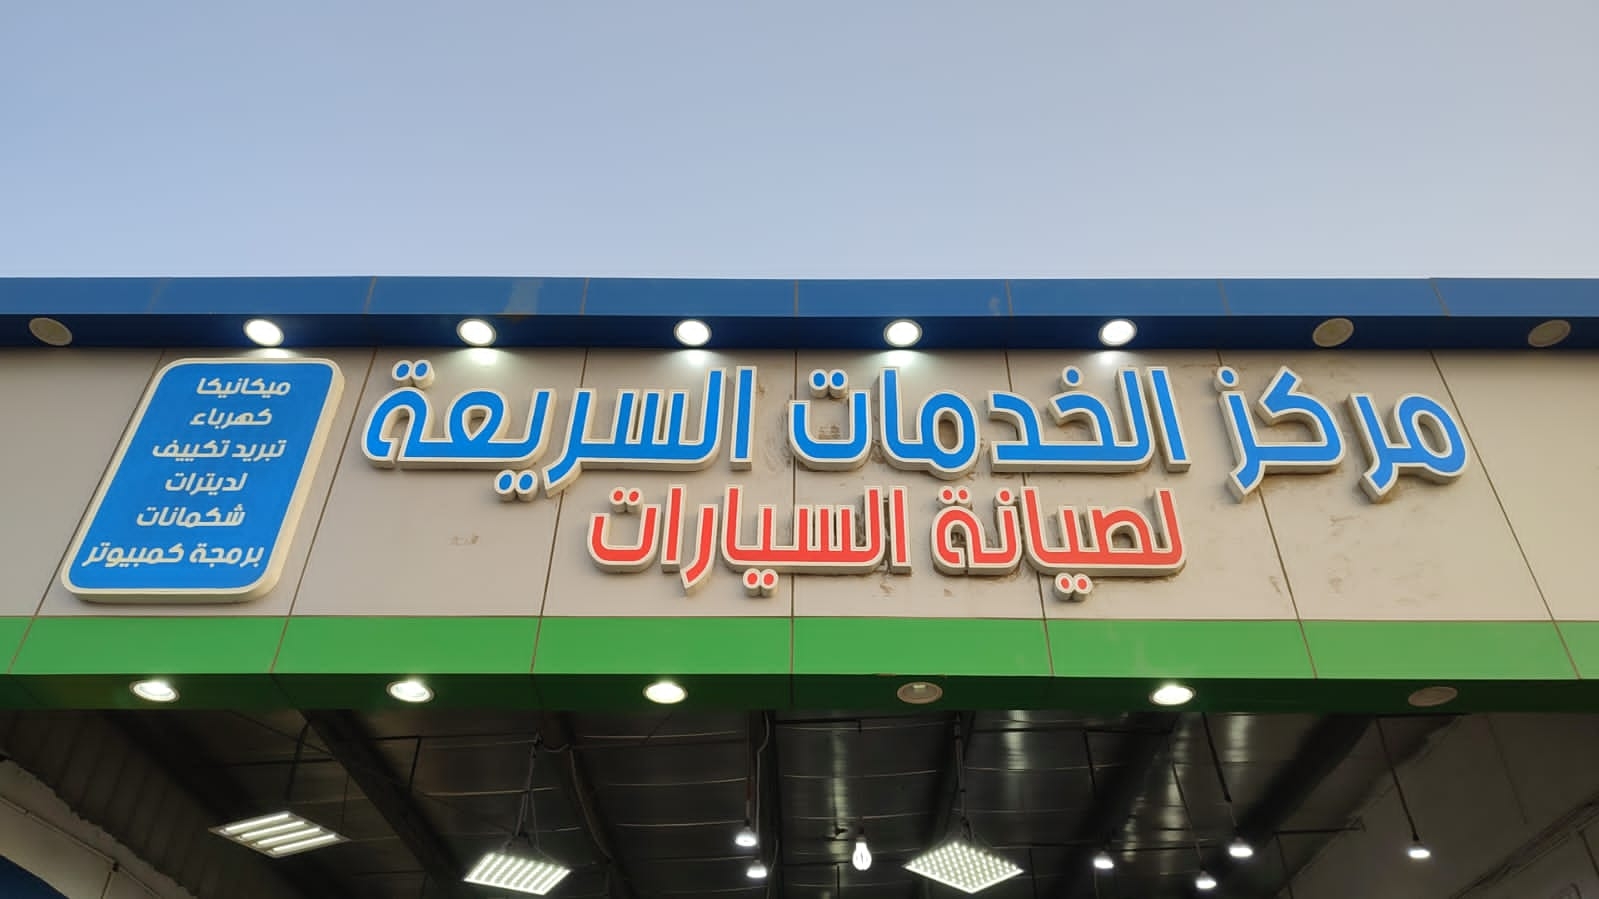 مركز الخدمات السريعة
لصيانة السيارات
ميكانيكا
كهرباء
تبريد تكييف
لديترات
شكمانات
برمجة كمبيوتر